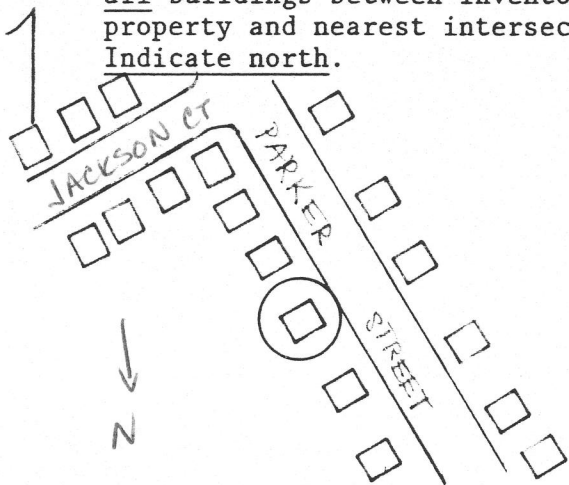 all buildings between invento
property and nearest intersec
Indicate north.
JACKSON CT
PARKER
STREET
N